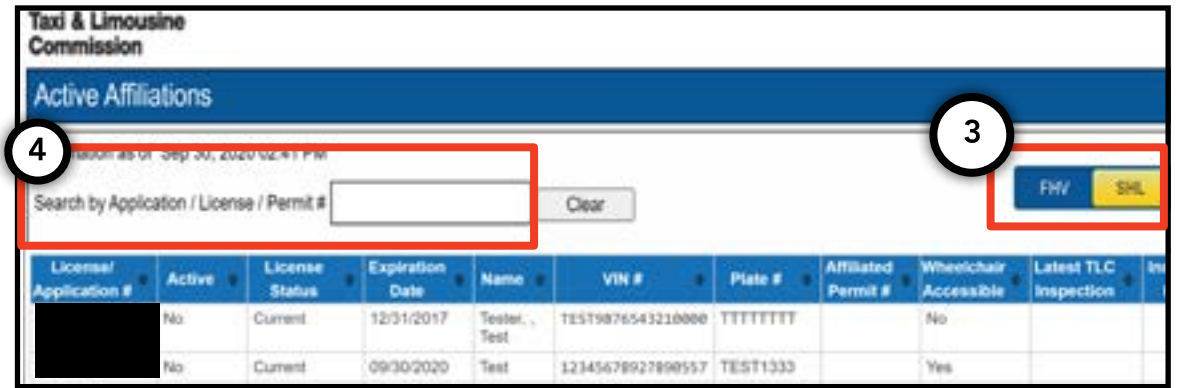 Taxi & Limousine
Commission
Active Affiliations
3
4
as of Sep 30, 2020 02:41 PM
FHV SHL
Search by Application / License / Permit #
Clear
License/ Application # Active License Status Expiration Date Name VIN # Plate # Affiliated Permit # Wheelchair Accessible Latest TLC Inspection
No Current 12/31/2017 Tester, , Test TEST9876543210000 TTTTTTTT No
No Current 09/30/2020 Test 12345678927890557 TEST1333 Yes